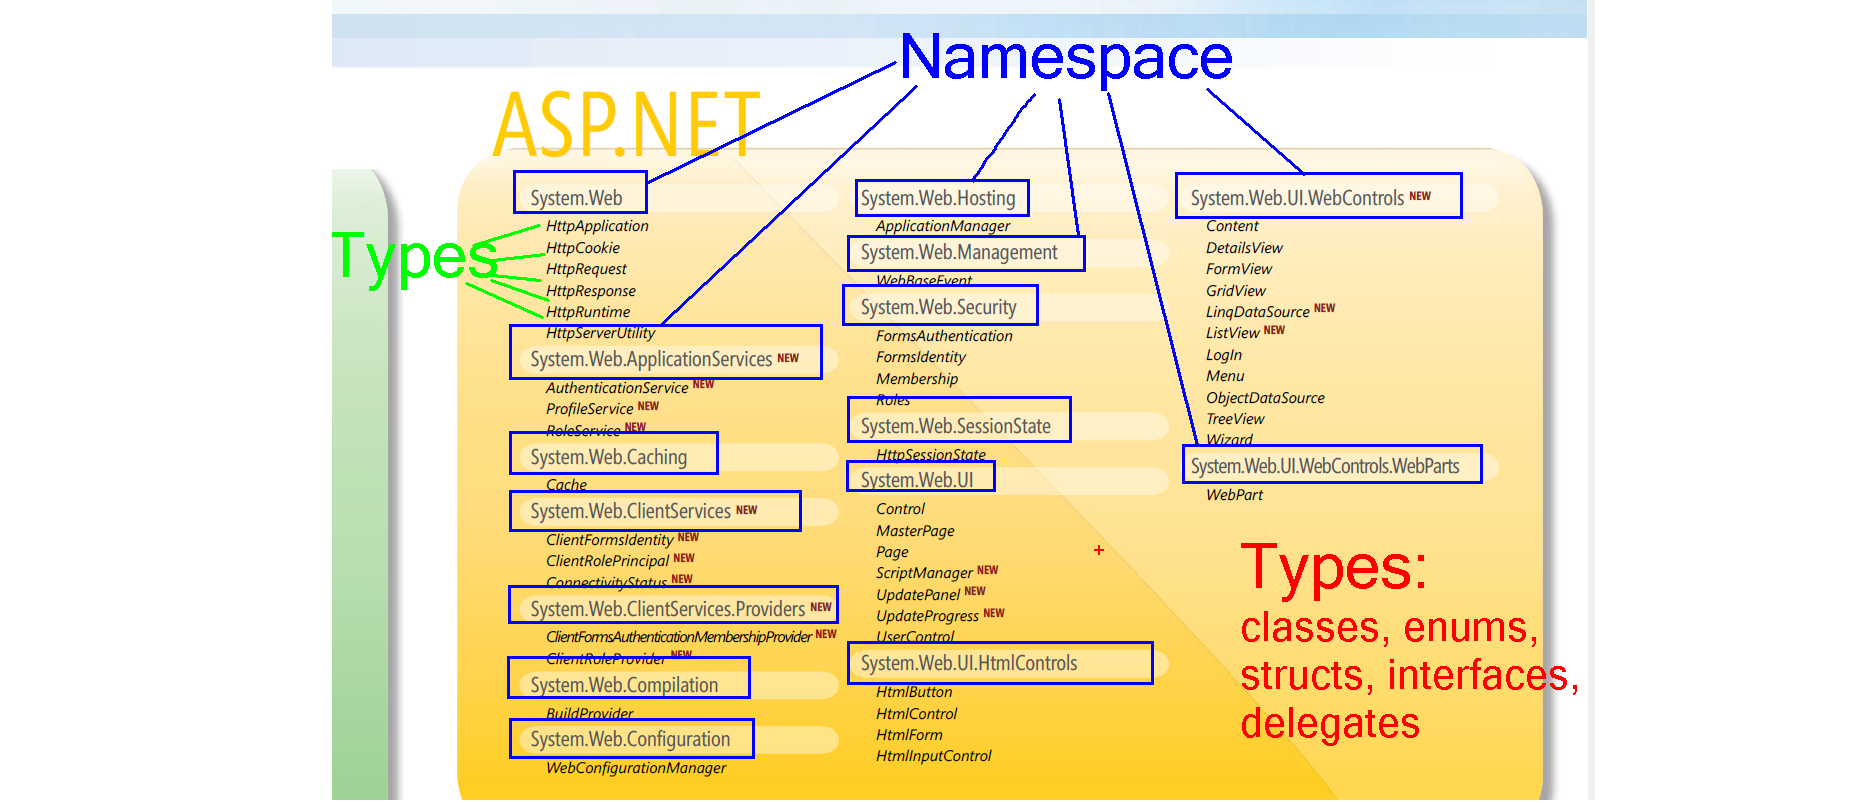 Namespace
ASP.NET
Types
System.Web
HttpApplication
HttpCookie
HttpRequest
HttpResponse
HttpRuntime
HttpServerUtility
System.Web.ApplicationServices NEW
AuthenticationService NEW
ProfileService NEW
RoleService NEW
System.Web.Caching
Cache
System.Web.ClientServices NEW
ClientFormsIdentity NEW
ClientRolePrincipal NEW
ConnectivityStatus NEW
System.Web.ClientServices.Providers NEW
ClientFormsAuthenticationMembershipProvider NEW
ClientRoleProvider NEW
System.Web.Compilation
BuildProvider
System.Web.Configuration
WebConfigurationManager
System.Web.Hosting
ApplicationManager
System.Web.Management
WebBaseEvent
System.Web.Security
FormsAuthentication
FormsIdentity
Membership
Roles
System.Web.SessionState
HttpSessionState
System.Web.UI
Control
MasterPage
Page
ScriptManager NEW
UpdatePanel NEW
UpdateProgress NEW
UserControl
System.Web.UI.HtmlControls
HtmlButton
HtmlControl
HtmlForm
HtmlInputControl
System.Web.UI.WebControls NEW
Content
DetailsView
FormView
GridView
LinqDataSource NEW
ListView NEW
LogIn
Menu
ObjectDataSource
TreeView
Wizard
System.Web.UI.WebControls.WebParts
WebPart
Types:
classes, enums,
structs, interfaces,
delegates